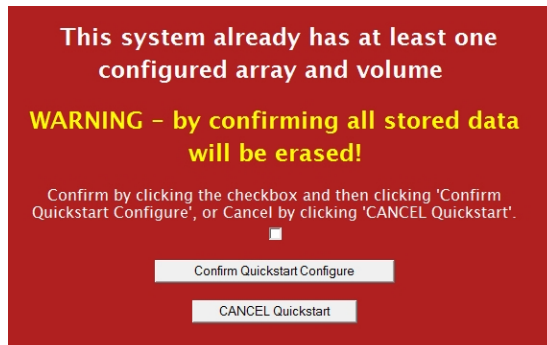 This system already has at least one
configured array and volume
WARNING – by confirming all stored data
will be erased!
Confirm by clicking the checkbox and then clicking 'Confirm
Quickstart Configure', or Cancel by clicking 'CANCEL Quickstart'.
Confirm Quickstart Configure
CANCEL Quickstart